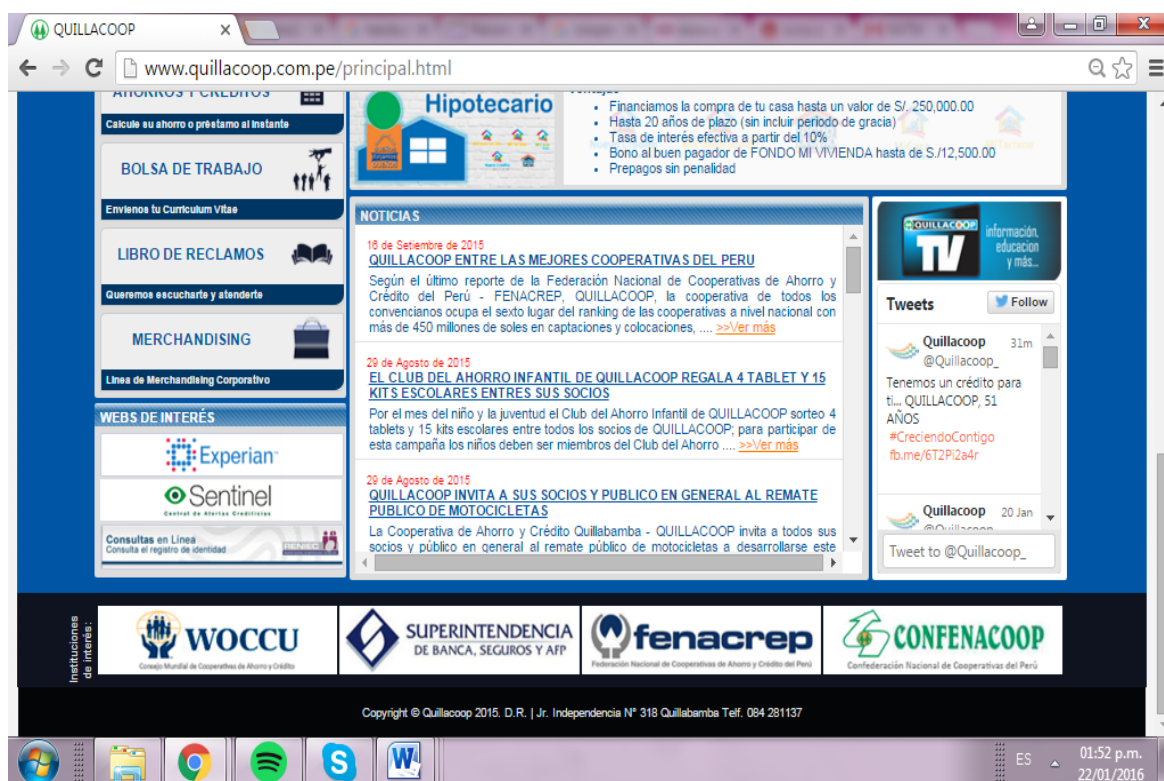 QUILLACOOP
www.quillacoop.com.pe/principal.html
AHORROS Y CREDITOS
Calcule su ahorro o préstamo al instante
BOLSA DE TRABAJO
Envíenos tu Curriculum Vitae
LIBRO DE RECLAMOS
Queremos escucharte y atenderte
MERCHANDISING
Linea de Merchandising Corporativo
WEBS DE INTERÉS
Experian
Sentinel
Central de Alertas Crediticias
Consultas en Línea
Consulta el registro de identidad
RENIEC
Hipotecario
Ventajas
Financiamos la compra de tu casa hasta un valor de S/. 250,000.00
Hasta 20 años de plazo (sin incluir periodo de gracia)
Tasa de interés efectiva a partir del 10%
Bono al buen pagador de FONDO MI VIVIENDA hasta de S./12,500.00
Prepagos sin penalidad
NOTICIAS
16 de Setiembre de 2015
QUILLACOOP ENTRE LAS MEJORES COOPERATIVAS DEL PERU
Según el último reporte de la Federación Nacional de Cooperativas de Ahorro y
Crédito del Perú - FENACREP, QUILLACOOP, la cooperativa de todos los
convencianos ocupa el sexto lugar del ranking de las cooperativas a nivel nacional con
más de 450 millones de soles en captaciones y colocaciones, .... >>Ver más
29 de Agosto de 2015
EL CLUB DEL AHORRO INFANTIL DE QUILLACOOP REGALA 4 TABLET Y 15
KITS ESCOLARES ENTRES SUS SOCIOS
Por el mes del niño y la juventud el Club del Ahorro Infantil de QUILLACOOP sorteo 4
tablets y 15 kits escolares entre todos los socios de QUILLACOOP; para participar de
esta campaña los niños deben ser miembros del Club del Ahorro .... >>Ver más
29 de Agosto de 2015
QUILLACOOP INVITA A SUS SOCIOS Y PUBLICO EN GENERAL AL REMATE
PUBLICO DE MOTOCICLETAS
La Cooperativa de Ahorro y Crédito Quillabamba - QUILLACOOP invita a todos sus
socios y público en general al remate público de motocicletas a desarrollarse este
QUILLACOOP
TV
información,
educacion
y más...
Tweets
Follow
Quillacoop 31m
@Quillacoop_
Tenemos un crédito para
ti... QUILLACOOP, 51
AÑOS
#CreciendoContigo
fb.me/6T2Pi2a4r
Quillacoop 20 Jan
@Quillacoop_
Tweet to @Quillacoop_
Instituciones
de interés:
WOCCU
Consejo Mundial de Cooperativas de Ahorro y Crédito
SUPERINTENDENCIA
DE BANCA, SEGUROS Y AFP
fenacrep
Federación Nacional de Cooperativas de Ahorro y Crédito del Perú
CONFENACOOP
Confederación Nacional de Cooperativas del Perú
Copyright © Quillacoop 2015. D.R. | Jr. Independencia N° 318 Quillabamba Telf. 084 281137
ES
01:52 p.m.
22/01/2016